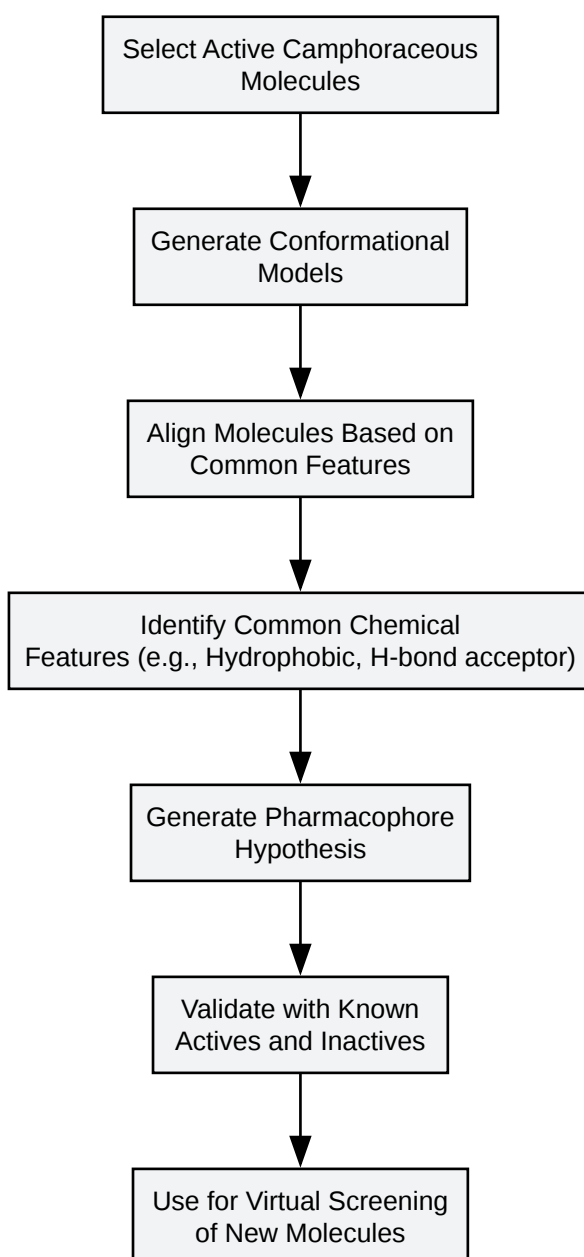 Select Active Camphoraceous
Molecules
Generate Conformational
Models
Align Molecules Based on
Common Features
Identify Common Chemical
Features (e.g., Hydrophobic, H-bond acceptor)
Generate Pharmacophore
Hypothesis
Validate with Known
Actives and Inactives
Use for Virtual Screening
of New Molecules